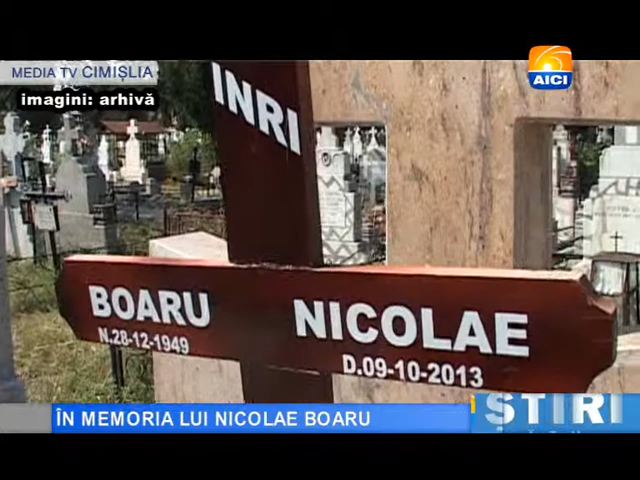 MEDIA TV CIMIȘLIA
imagini: arhivă
AICI
INRI
BOARU NICOLAE
N.28-12-1949 D.09-10-2013
ÎN MEMORIA LUI NICOLAE BOARU
ȘTIRI